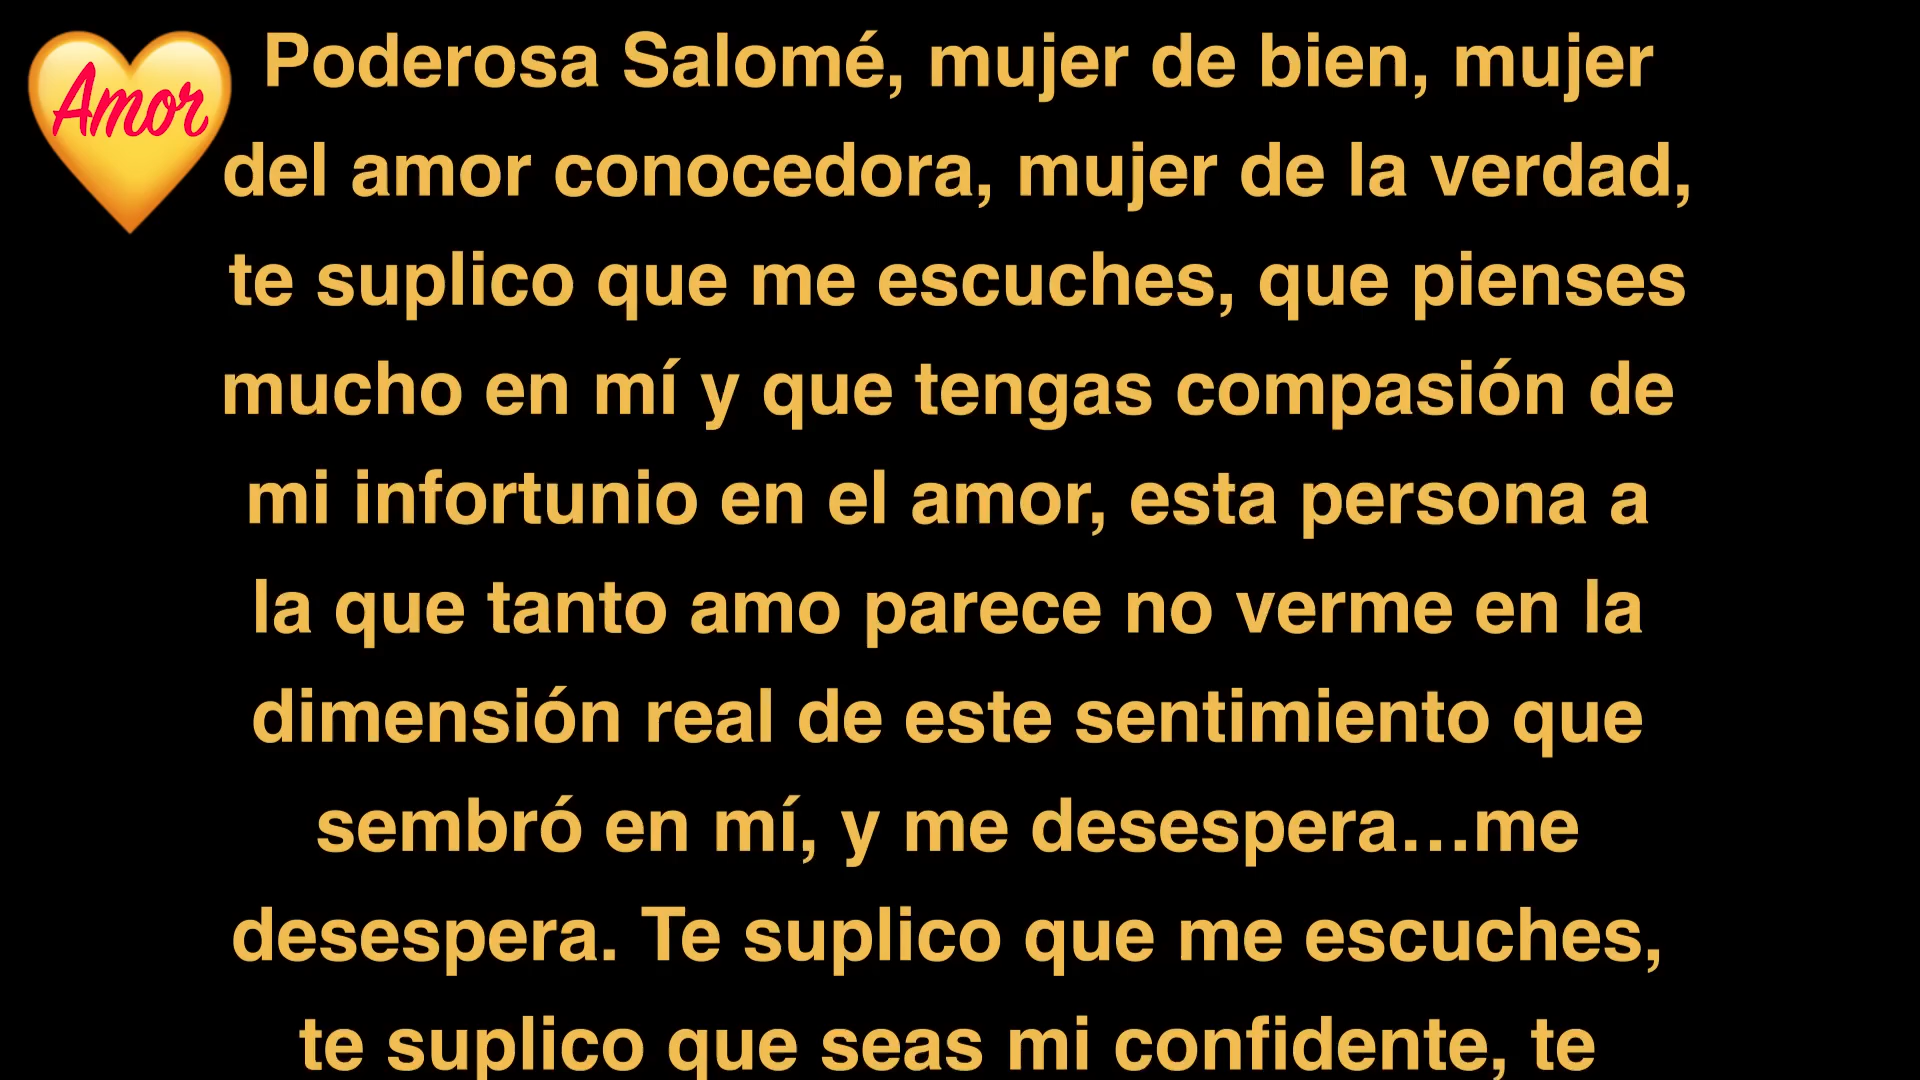 Amor
Poderosa Salomé, mujer de bien, mujer
del amor conocedora, mujer de la verdad,
te suplico que me escuches, que pienses
mucho en mí y que tengas compasión de
mi infortunio en el amor, esta persona a
la que tanto amo parece no verme en la
dimensión real de este sentimiento que
sembró en mí, y me desespera…me
desespera. Te suplico que me escuches,
te suplico que seas mi confidente, te